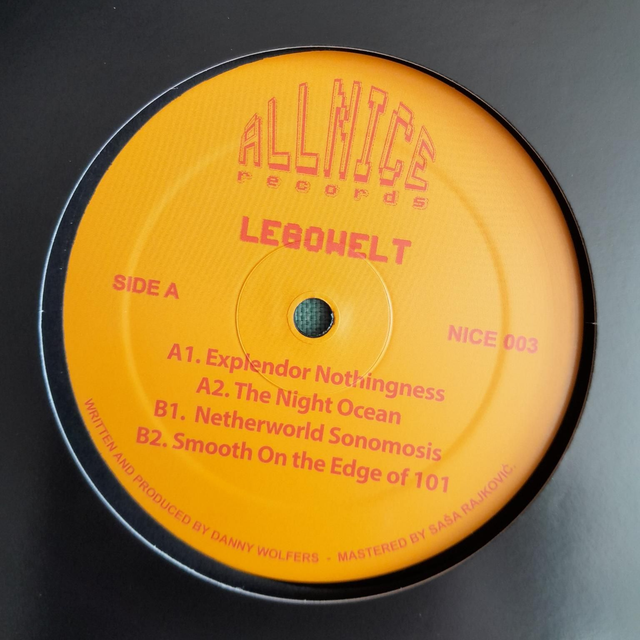 ALLNICE
records
LEGOWELT
SIDE A
NICE 003
A1. Explendor Nothingness
A2. The Night Ocean
B1. Netherworld Sonomosis
B2. Smooth On the Edge of 101
WRITTEN AND PRODUCED BY DANNY WOLFERS - MASTERED BY SAŠA RAJKOVIĆ.